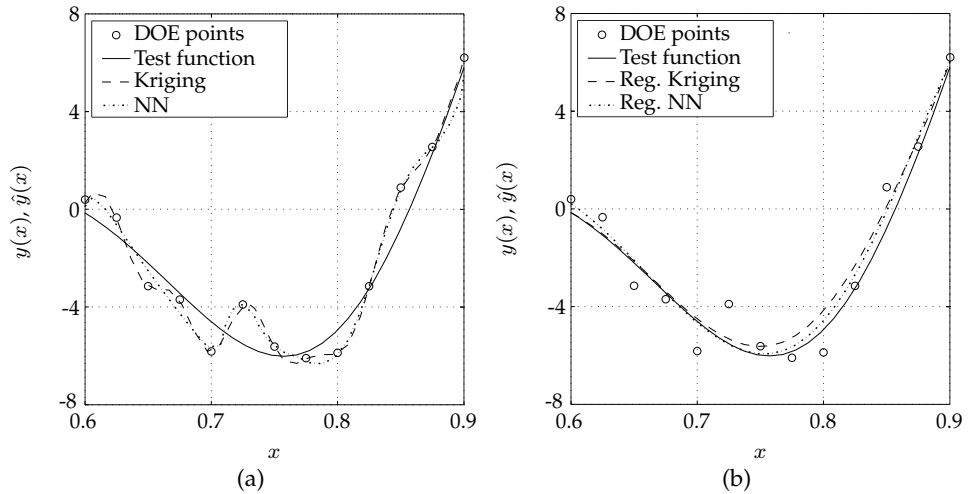 8
4
0
-4
-8
0.6
0.7
0.8
0.9
x
y(x), ŷ(x)
DOE points
Test function
Kriging
NN
(a)
8
4
0
-4
-8
0.6
0.7
0.8
0.9
x
y(x), ŷ(x)
DOE points
Test function
Reg. Kriging
Reg. NN
(b)